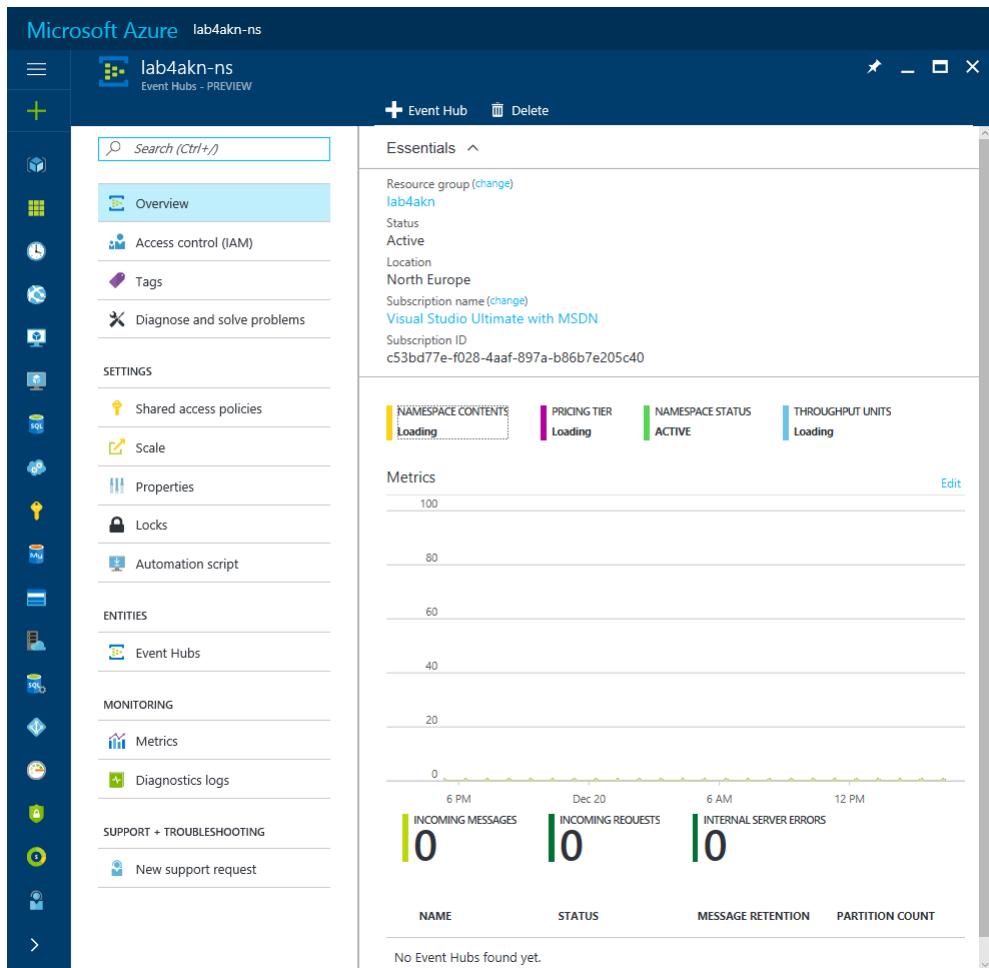 Microsoft Azure lab4akn-ns
lab4akn-ns
Event Hubs - PREVIEW
Event Hub Delete
Search (Ctrl+/)
Overview
Access control (IAM)
Tags
Diagnose and solve problems
SETTINGS
Shared access policies
Scale
Properties
Locks
Automation script
ENTITIES
Event Hubs
MONITORING
Metrics
Diagnostics logs
SUPPORT + TROUBLESHOOTING
New support request
Essentials
Resource group (change)
lab4akn
Status
Active
Location
North Europe
Subscription name (change)
Visual Studio Ultimate with MSDN
Subscription ID
c53bd77e-f028-4aaf-897a-b86b7e205c40
NAMESPACE CONTENTS
Loading
PRICING TIER
Loading
NAMESPACE STATUS
ACTIVE
THROUGHPUT UNITS
Loading
Metrics
Edit
100
80
60
40
20
0
6 PM Dec 20 6 AM 12 PM
INCOMING MESSAGES
0
INCOMING REQUESTS
0
INTERNAL SERVER ERRORS
0
NAME STATUS MESSAGE RETENTION PARTITION COUNT
No Event Hubs found yet.